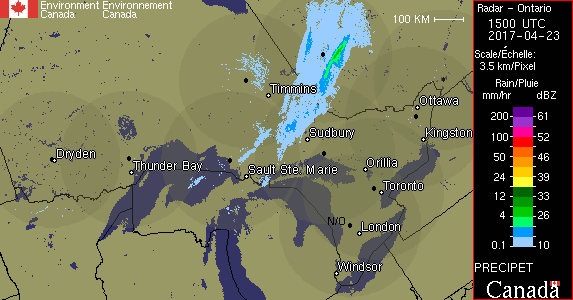 Environment Environnement
Canada Canada
100 KM
Timmins
Ottawa
Sudbury
Kingston
Dryden
Thunder Bay
Sault Ste. Marie
Orillia
Toronto
N/O
London
Windsor
Radar - Ontario
1500 UTC
2017-04-23
Scale/Échelle:
3.5 km/Pixel
Rain/Pluie
mm/hr dBZ
200 61
100 52
50 46
24 39
12 33
4 26
0.1 10
PRECIPET
Canada